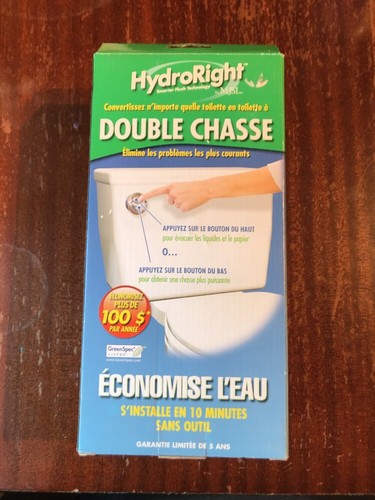 HydroRight™
Smarter Flush Technology
by MJSI
Convertissez n'importe quelle toilette en toilette à
DOUBLE CHASSE
Élimine les problèmes les plus courants
APPUYEZ SUR LE BOUTON DU HAUT
pour évacuer les liquides et le papier
O...
APPUYEZ SUR LE BOUTON DU BAS
pour obtenir une chasse plus puissante
ÉCONOMISEZ
PLUS DE
100 $*
PAR ANNÉE
GreenSpec
LISTED
ÉCONOMISE L'EAU
S'INSTALLE EN 10 MINUTES
SANS OUTIL
GARANTIE LIMITÉE DE 5 ANS